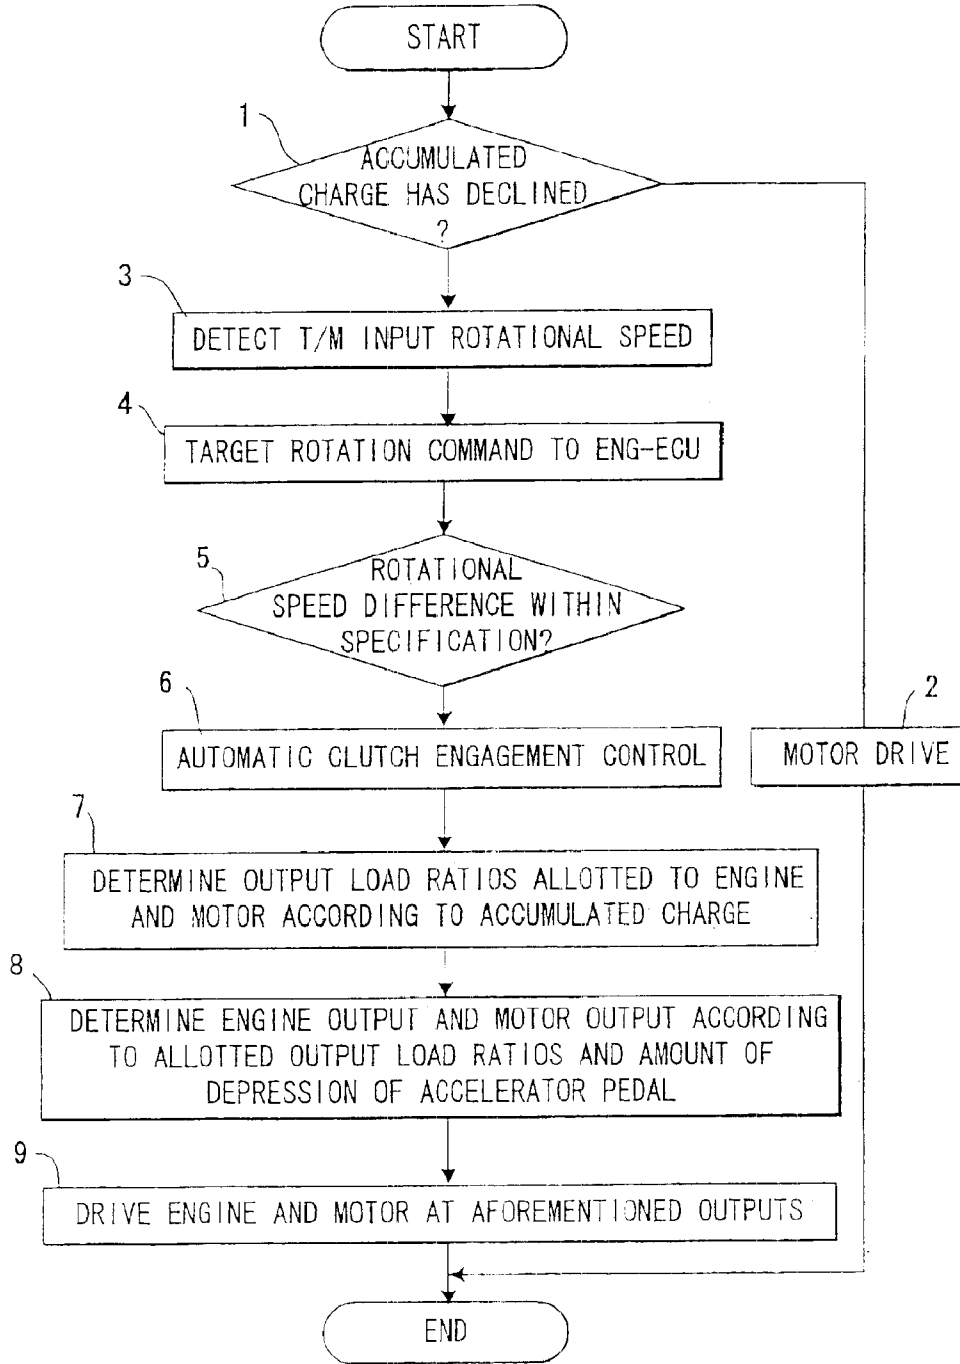 START
1
ACCUMULATED
CHARGE HAS DECLINED
?
3
DETECT T/M INPUT ROTATIONAL SPEED
4
TARGET ROTATION COMMAND TO ENG-ECU
5
ROTATIONAL
SPEED DIFFERENCE WITHIN
SPECIFICATION?
6
AUTOMATIC CLUTCH ENGAGEMENT CONTROL
2
MOTOR DRIVE
7
DETERMINE OUTPUT LOAD RATIOS ALLOTTED TO ENGINE
AND MOTOR ACCORDING TO ACCUMULATED CHARGE
8
DETERMINE ENGINE OUTPUT AND MOTOR OUTPUT ACCORDING
TO ALLOTTED OUTPUT LOAD RATIOS AND AMOUNT OF
DEPRESSION OF ACCELERATOR PEDAL
9
DRIVE ENGINE AND MOTOR AT AFOREMENTIONED OUTPUTS
END